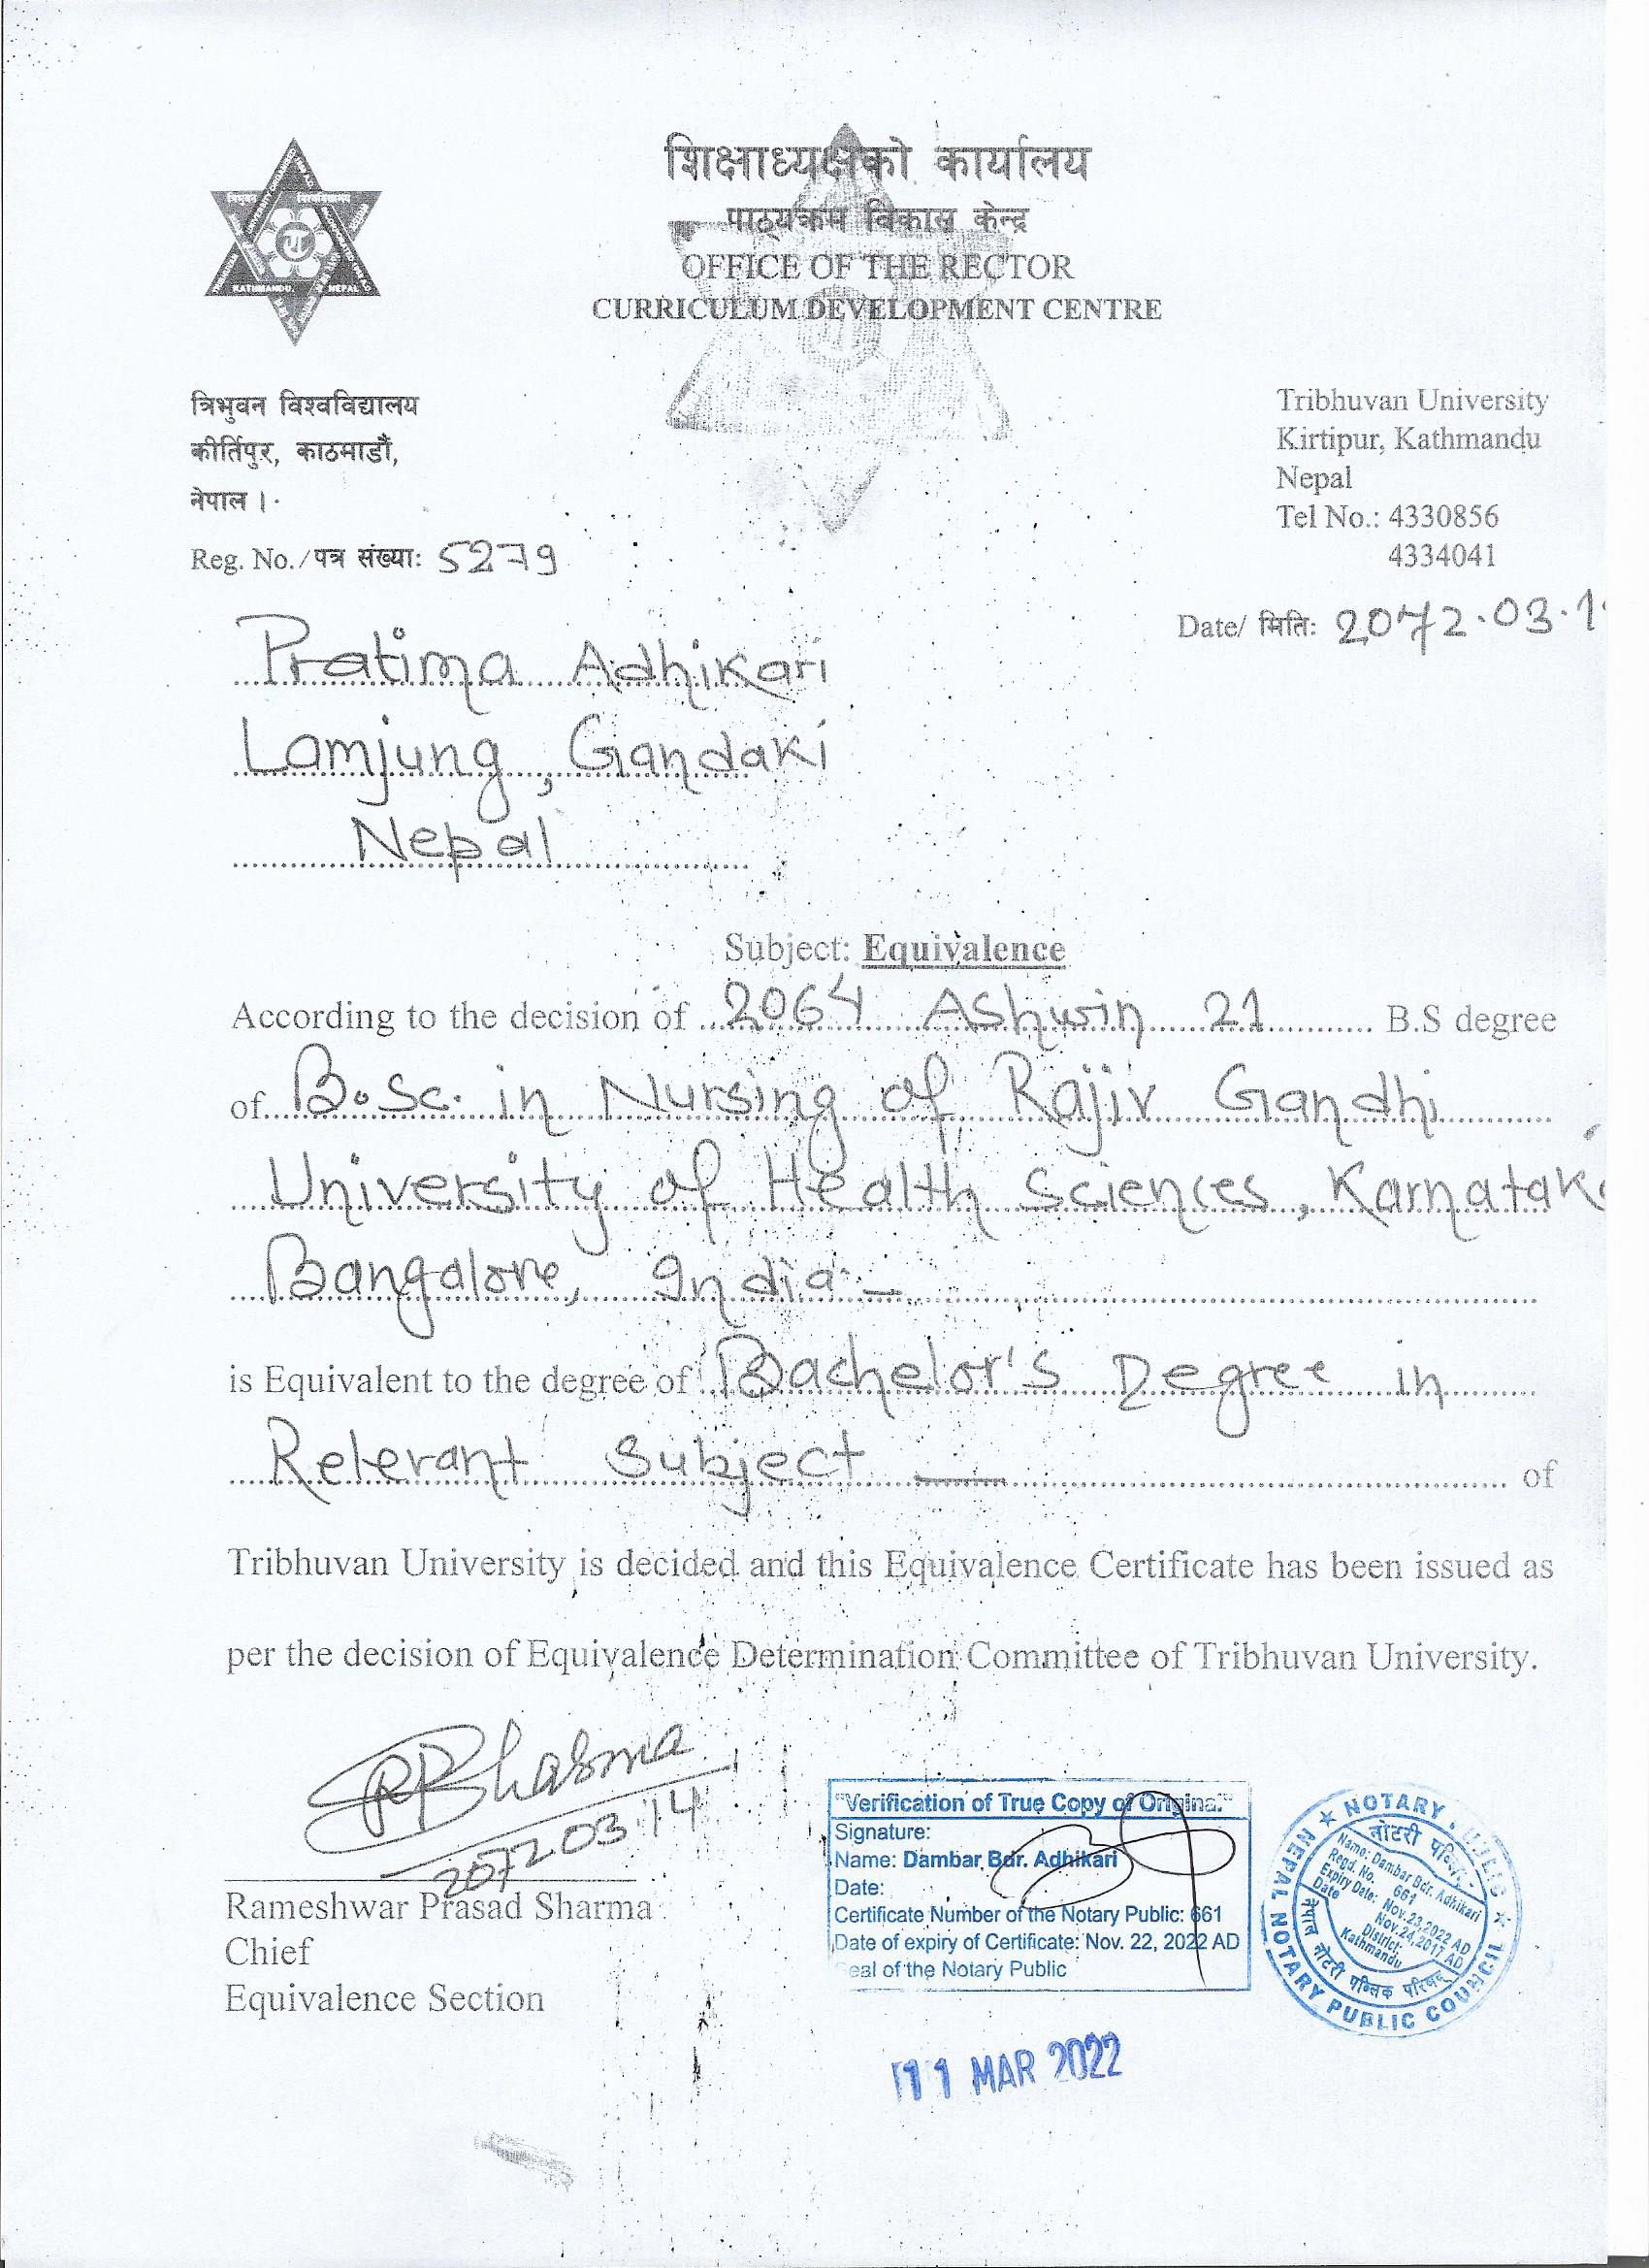 शिक्षाध्यक्षको कार्यालय
पाठ्यक्रम विकास केन्द्र
OFFICE OF THE RECTOR
CURRICULUM DEVELOPMENT CENTRE
KATHMANDU. NEPAL
त्रिभुवन विश्वविद्यालय
कीर्तिपुर, काठमाडौं,
नेपाल ।
Tribhuvan University
Kirtipur, Kathmandu
Nepal
Tel No.: 4330856
4334041
Reg. No./पत्र संख्या: 5279
Date/ मिति: 2072.03.1
Pratima Adhikari
Lamjung, Gandaki
Nepal
Subject: Equivalence
According to the decision of 2064 Ashwin 21 B.S degree
of B.Sc. in Nursing of Rajiv Gandhi
University of Health Sciences, Karnatak
Bangalore, India
is Equivalent to the degree of Bachelor's Degree in
Relevant Subject of
Tribhuvan University is decided and this Equivalence Certificate has been issued as
per the decision of Equivalence Determination Committee of Tribhuvan University.
RPSharma
2072 03 14
Rameshwar Prasad Sharma
Chief
Equivalence Section
"Verification of True Copy of Original"
Signature:
Name: Dambar Bdr. Adhikari
Date:
Certificate Number of the Notary Public: 661
Date of expiry of Certificate: Nov. 22, 2022 AD
Seal of the Notary Public
11 MAR 2022
NOTARY PUBLIC
नोटरी पब्लिक
Name: Dambar Bdr. Adhikari
Regd. No. 661
Expiry Date: Nov.23,2022 AD
Date Nov.24,2017 AD
District:
Kathmandu
नेपाल नोटरी पब्लिक परिषद्
NEPAL NOTARY PUBLIC COUNCIL